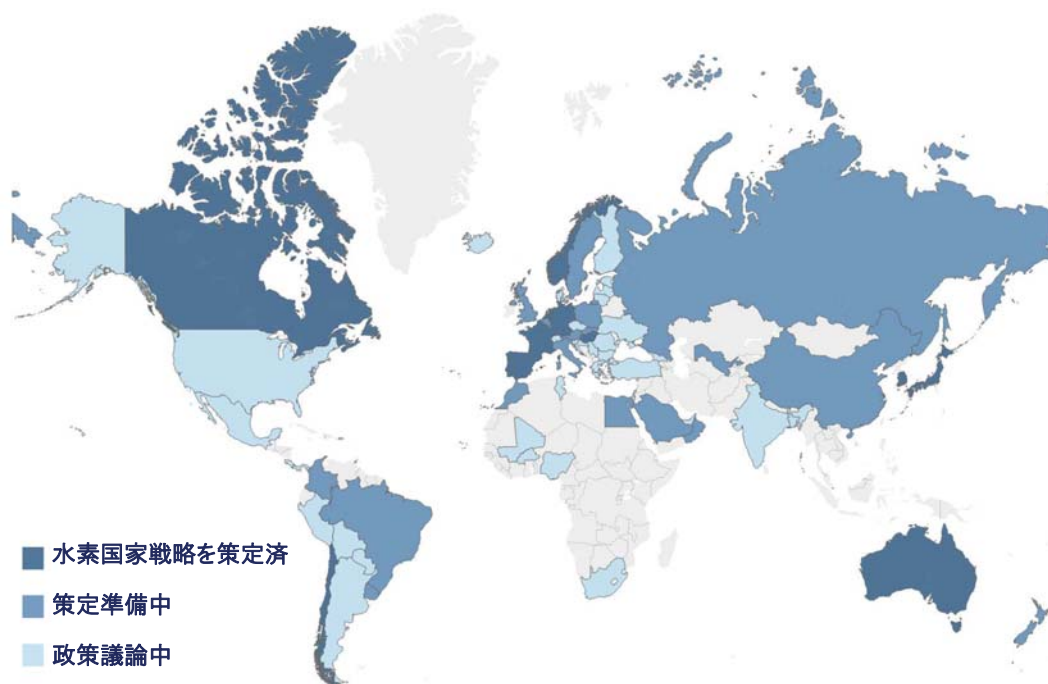 水素国家戦略を策定済
策定準備中
政策議論中